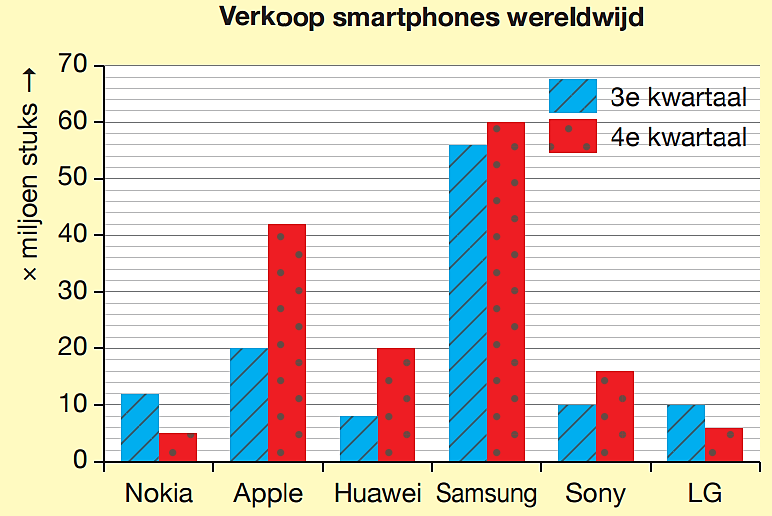 Verkoop smartphones wereldwijd
× miljoen stuks →
70
60
50
40
30
20
10
0
3e kwartaal
4e kwartaal
Nokia Apple Huawei Samsung Sony LG